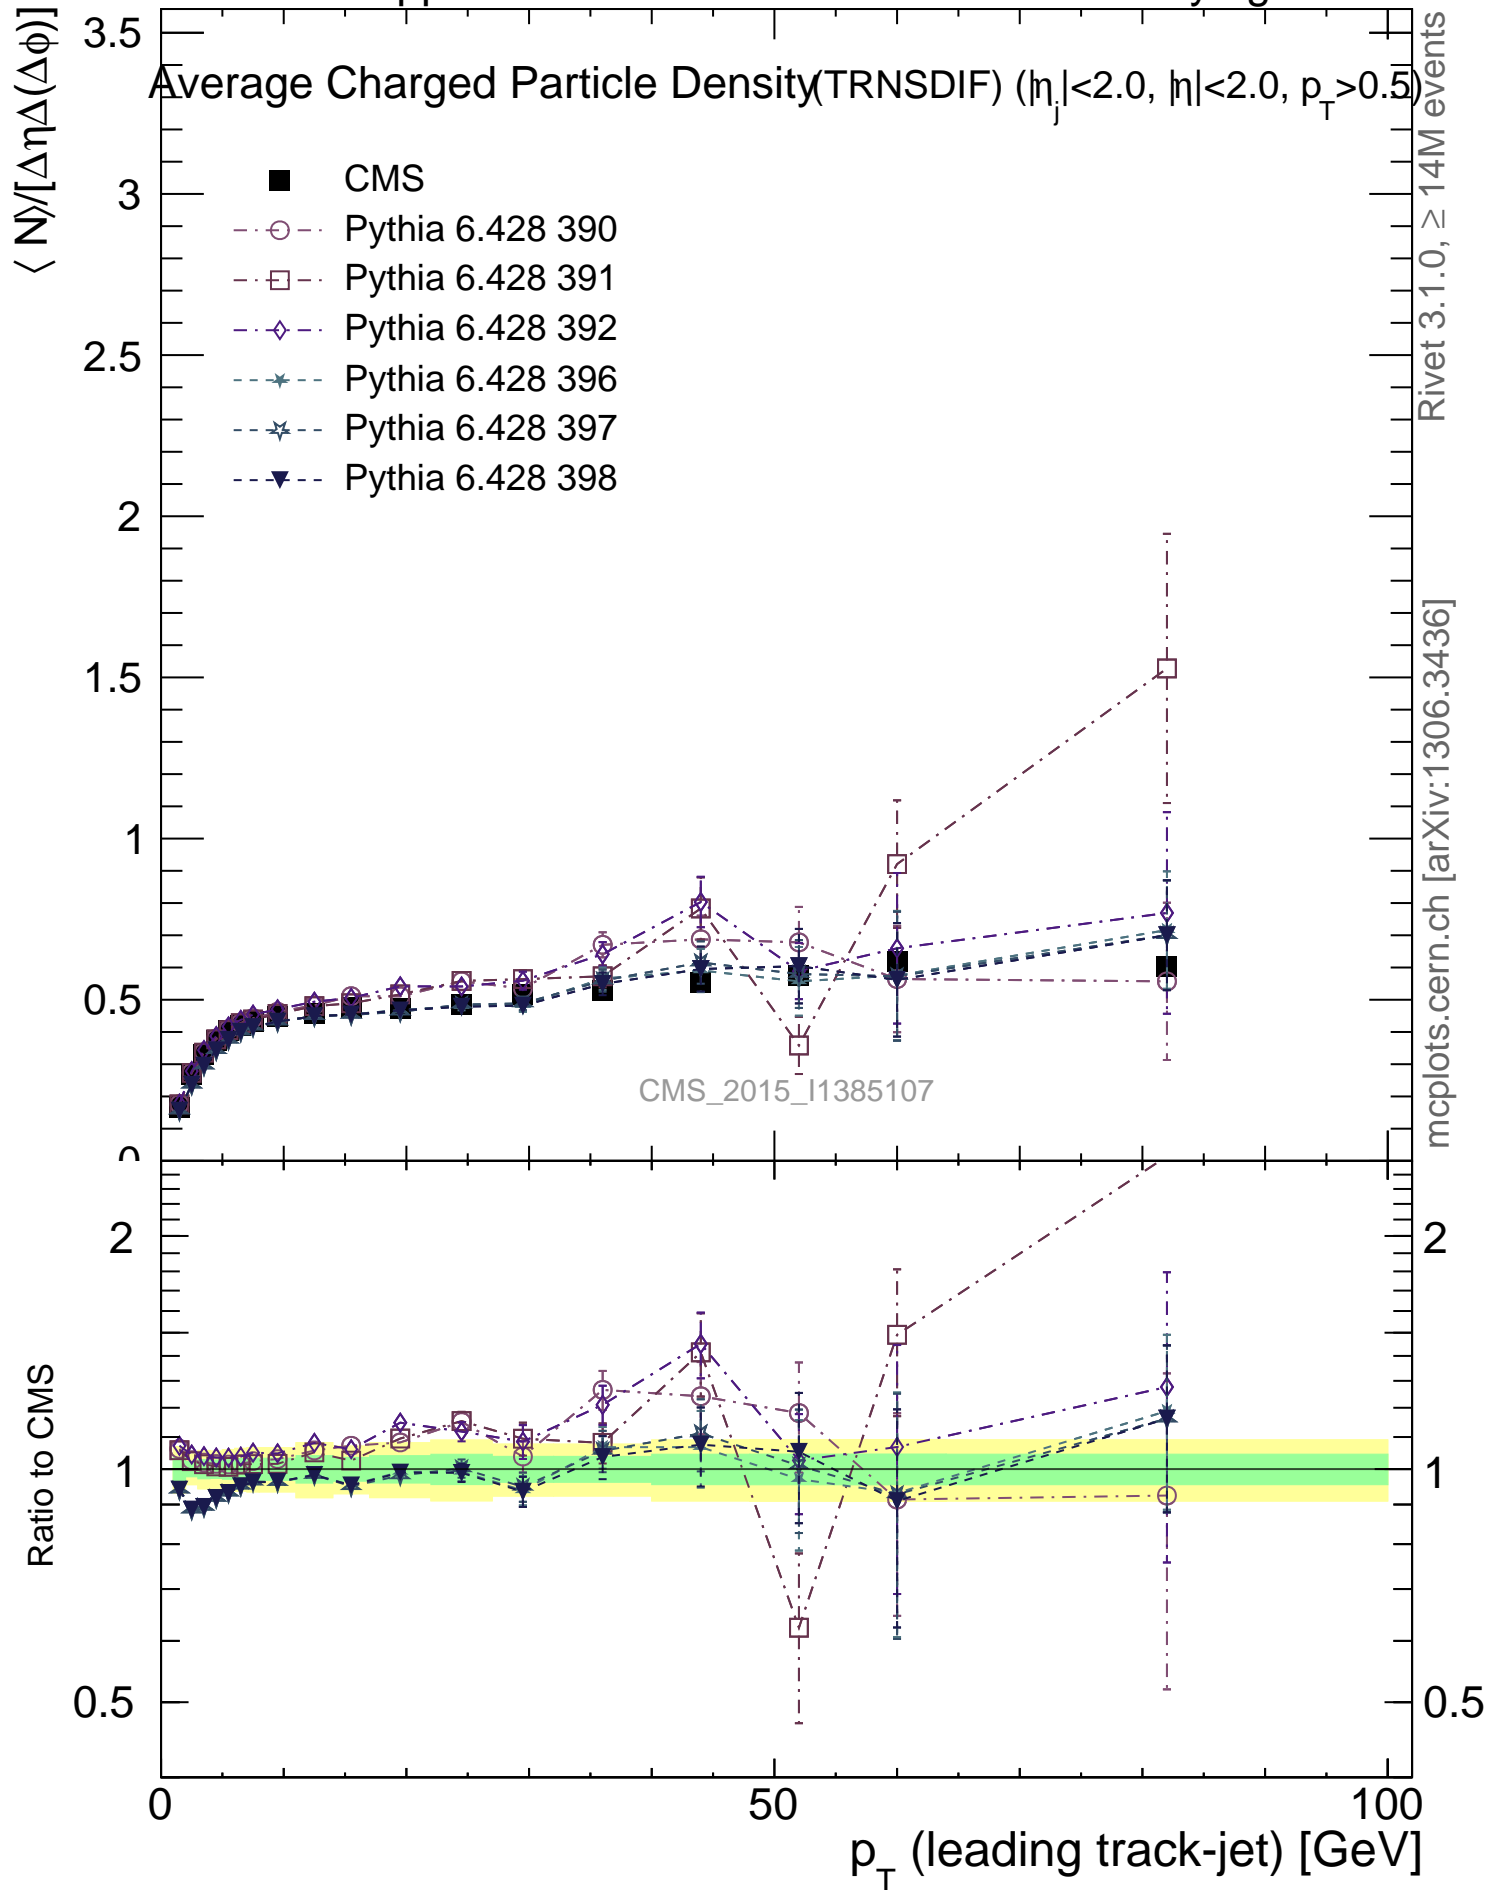 Average Charged Particle Density(TRNSDIF) (|η_j|<2.0, |η|<2.0, p_T>0.5)
⟨ N⟩/[ΔηΔ(Δϕ)]
3.5
3
2.5
2
1.5
1
0.5
0
CMS
Pythia 6.428 390
Pythia 6.428 391
Pythia 6.428 392
Pythia 6.428 396
Pythia 6.428 397
Pythia 6.428 398
CMS_2015_I1385107
Rivet 3.1.0, ≥ 14M events
mcplots.cern.ch [arXiv:1306.3436]
Ratio to CMS
2
1
0.5
2
1
0.5
0
50
100
p_T (leading track-jet) [GeV]